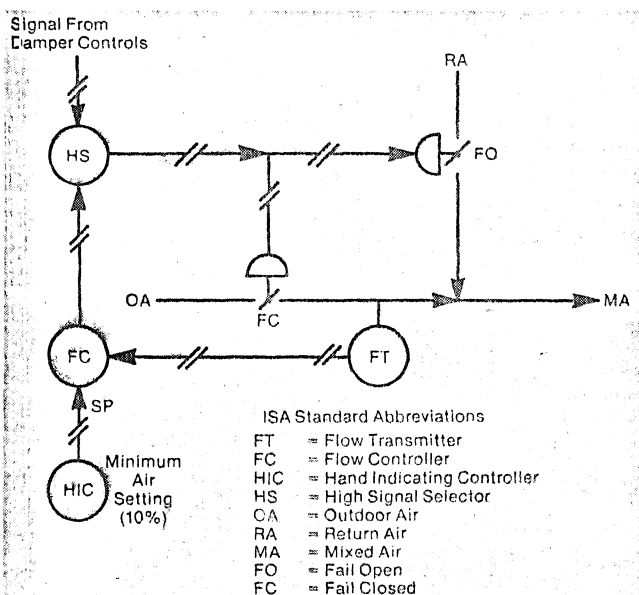 Signal From
Damper Controls
RA
HS
FO
OA
FC
MA
FC
FT
SP
HIC
Minimum
Air
Setting
(10%)
ISA Standard Abbreviations
FT = Flow Transmitter
FC = Flow Controller
HIC = Hand Indicating Controller
HS = High Signal Selector
OA = Outdoor Air
RA = Return Air
MA = Mixed Air
FO = Fail Open
FC = Fail Closed